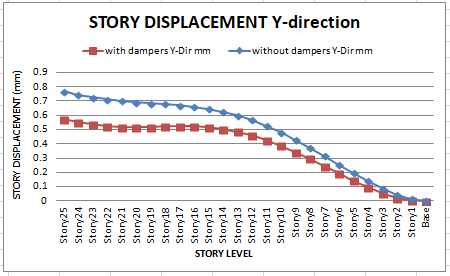 STORY DISPLACEMENT Y-direction
with dampers Y-Dir mm
without dampers Y-Dir mm
STORY DISPLACEMENT (mm)
0.9
0.8
0.7
0.6
0.5
0.4
0.3
0.2
0.1
0
Story25
Story24
Story23
Story22
Story21
Story20
Story19
Story18
Story17
Story16
Story15
Story14
Story13
Story12
Story11
Story10
Story9
Story8
Story7
Story6
Story5
Story4
Story3
Story2
Story1
Base
STORY LEVEL